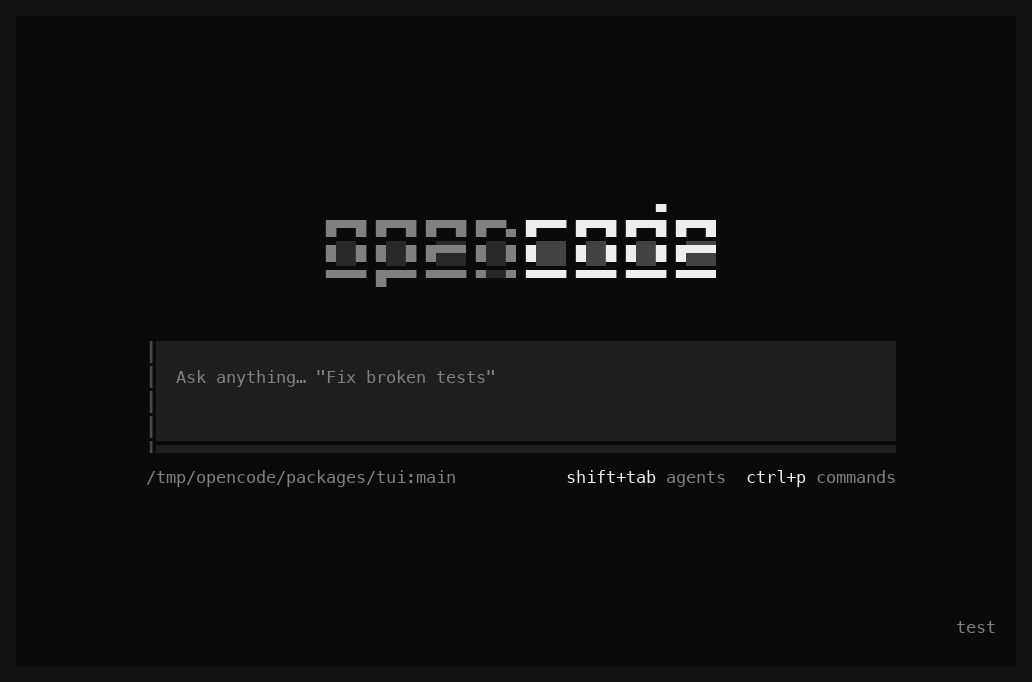 opencode
Ask anything… "Fix broken tests"
/tmp/opencode/packages/tui:main shift+tab agents ctrl+p commands
test